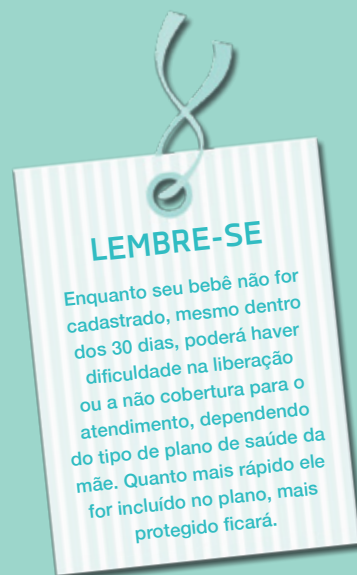 LEMBRE-SE
Enquanto seu bebê não for
cadastrado, mesmo dentro
dos 30 dias, poderá haver
dificuldade na liberação
ou a não cobertura para o
atendimento, dependendo
do tipo de plano de saúde da
mãe. Quanto mais rápido ele
for incluído no plano, mais
protegido ficará.